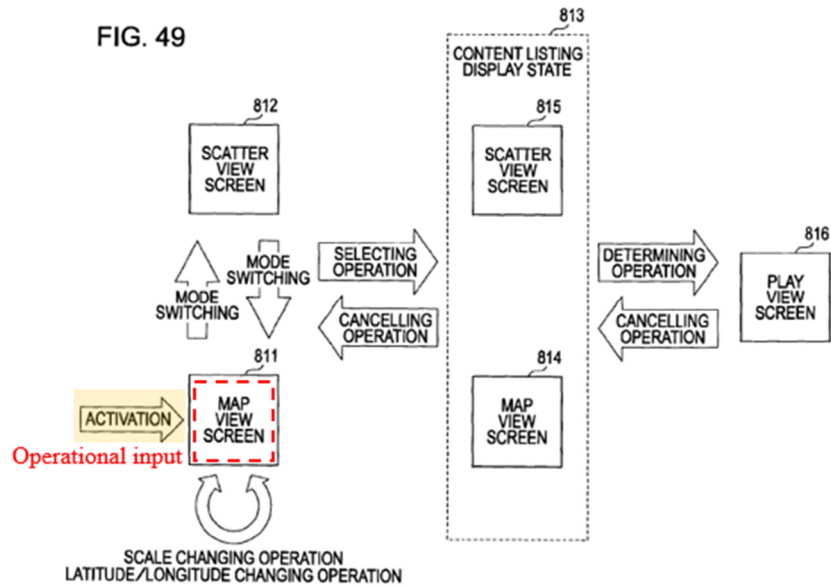 FIG. 49
813
CONTENT LISTING
DISPLAY STATE
812
SCATTER
VIEW
SCREEN
815
SCATTER
VIEW
SCREEN
MODE
SWITCHING
MODE
SWITCHING
SELECTING
OPERATION
CANCELLING
OPERATION
DETERMINING
OPERATION
CANCELLING
OPERATION
816
PLAY
VIEW
SCREEN
811
MAP
VIEW
SCREEN
814
MAP
VIEW
SCREEN
ACTIVATION
Operational input
SCALE CHANGING OPERATION
LATITUDE/LONGITUDE CHANGING OPERATION